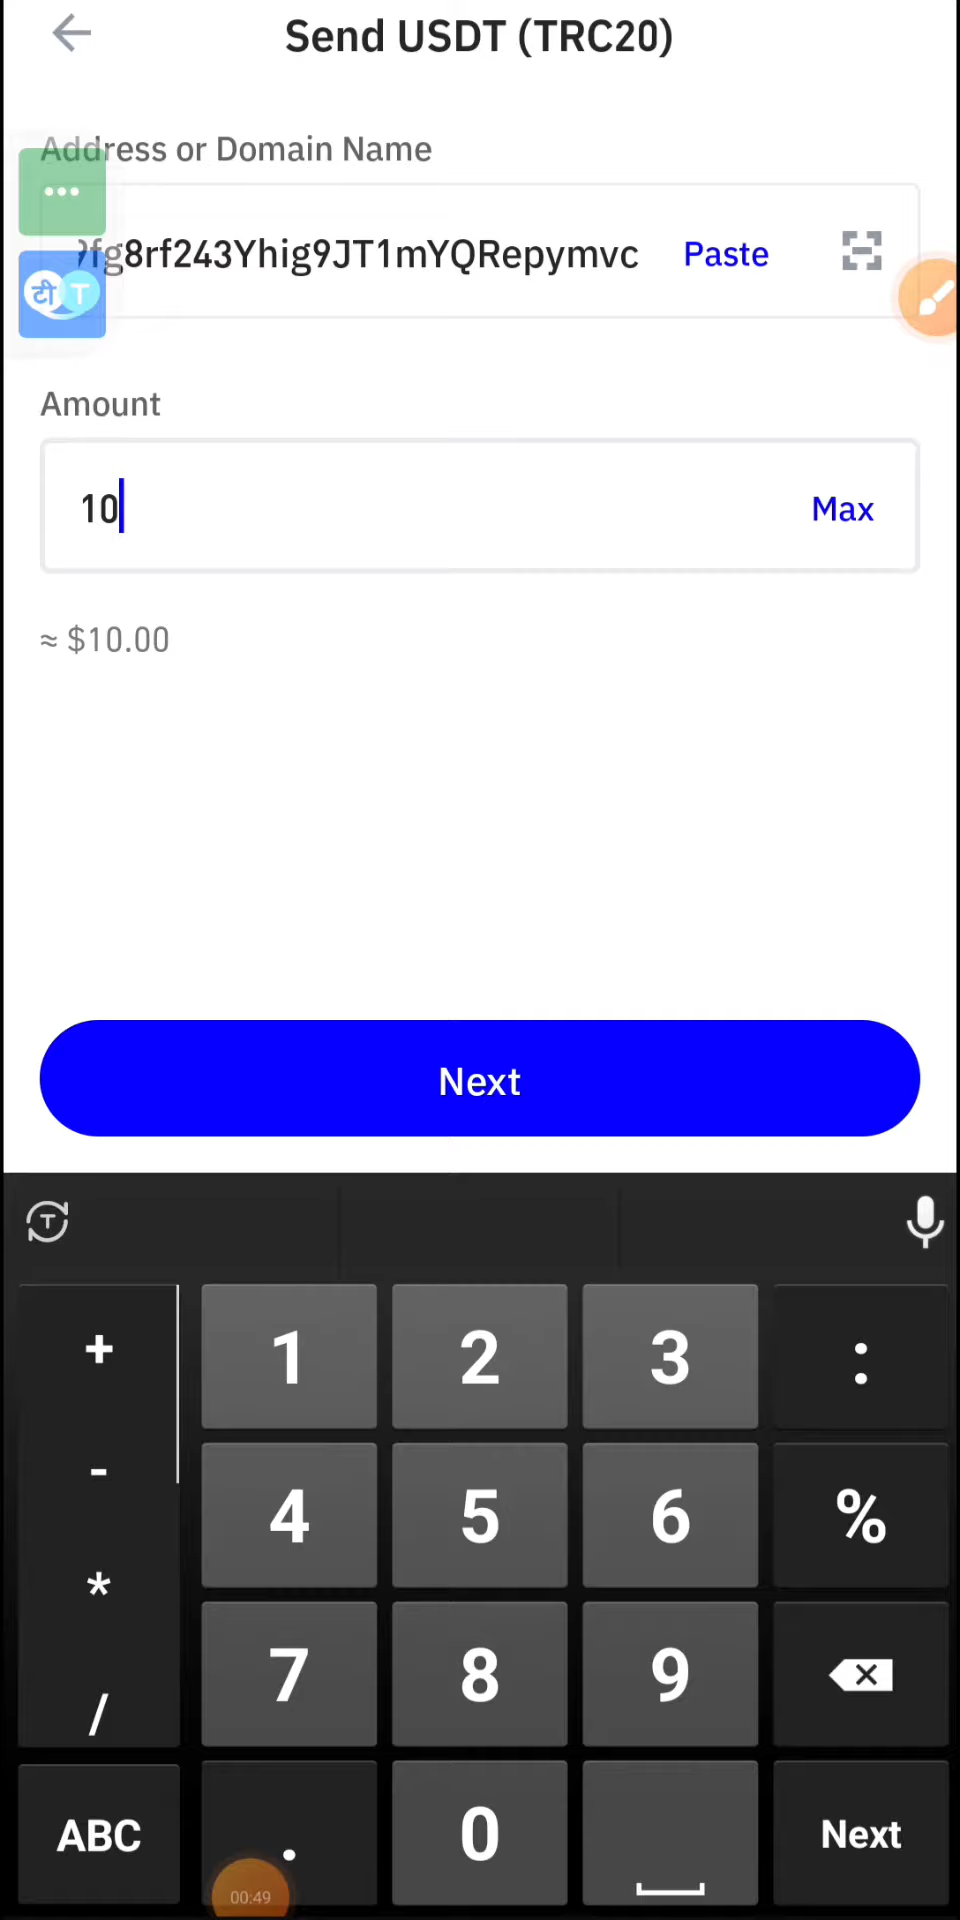 Send USDT (TRC20)
Address or Domain Name
fg8rf243Yhig9JT1mYQRepymvc Paste
टी T
Amount
10 Max
≈ $10.00
Next
T
+ 1 2 3 :
- 4 5 6 %
* 7 8 9
/
ABC . 0 Next
00:49